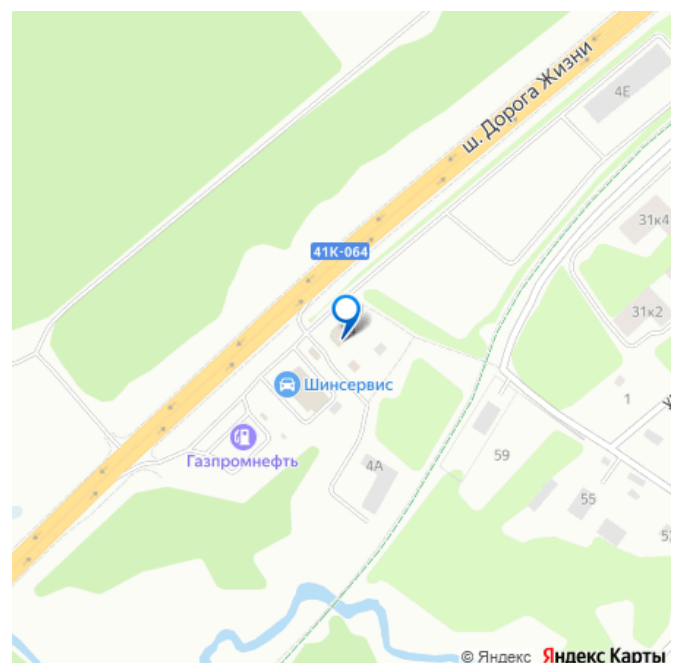 ш. Дорога Жизни
4Е
31к4
41К-064
31к2
Шинсервис
1
Газпромнефть
4А
59
55
© Яндекс Яндекс Карты